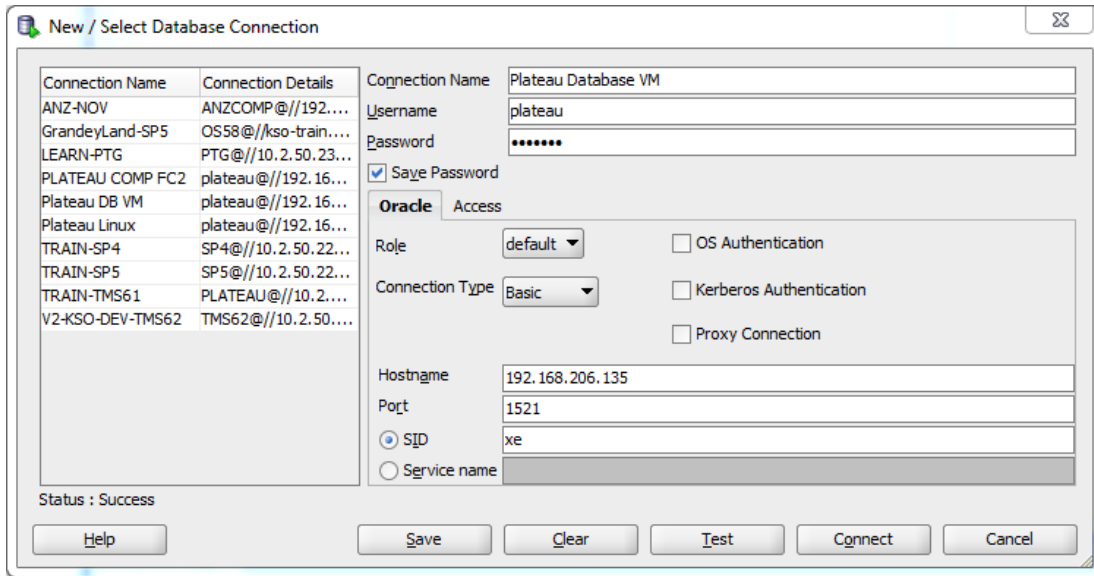 New / Select Database Connection
Connection Name Connection Details
ANZ-NOV ANZCOMP@//192....
GrandeyLand-SP5 OS58@//kso-train....
LEARN-PTG PTG@//10.2.50.23...
PLATEAU COMP FC2 plateau@//192.16...
Plateau DB VM plateau@//192.16...
Plateau Linux plateau@//192.16...
TRAIN-SP4 SP4@//10.2.50.22...
TRAIN-SP5 SP5@//10.2.50.22...
TRAIN-TMS61 PLATEAU@//10.2....
V2-KSO-DEV-TMS62 TMS62@//10.2.50....
Connection Name Plateau Database VM
Username plateau
Password •••••••
Save Password
Oracle Access
Role default OS Authentication
Connection Type Basic Kerberos Authentication
Proxy Connection
Hostname 192.168.206.135
Port 1521
SID xe
Service name
Status : Success
Help Save Clear Test Connect Cancel